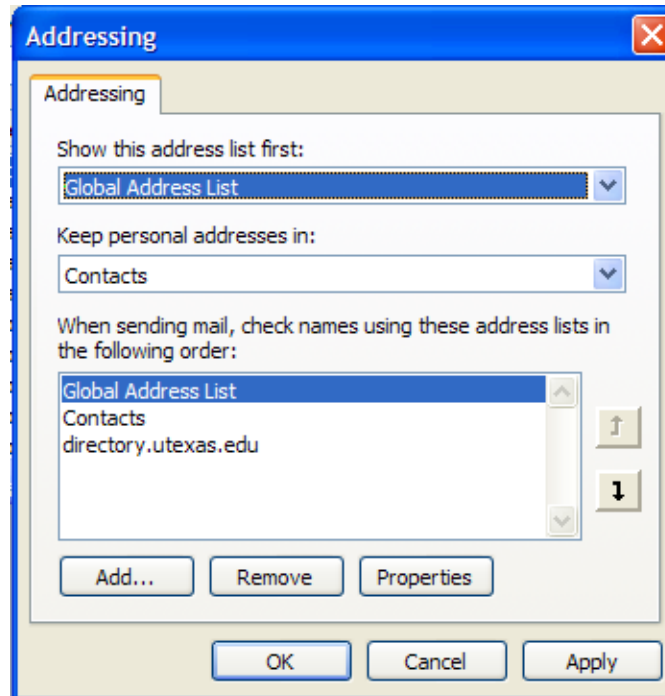 Addressing
Addressing
Show this address list first:
Global Address List
Keep personal addresses in:
Contacts
When sending mail, check names using these address lists in
the following order:
Global Address List
Contacts
directory.utexas.edu
Add... Remove Properties
OK Cancel Apply